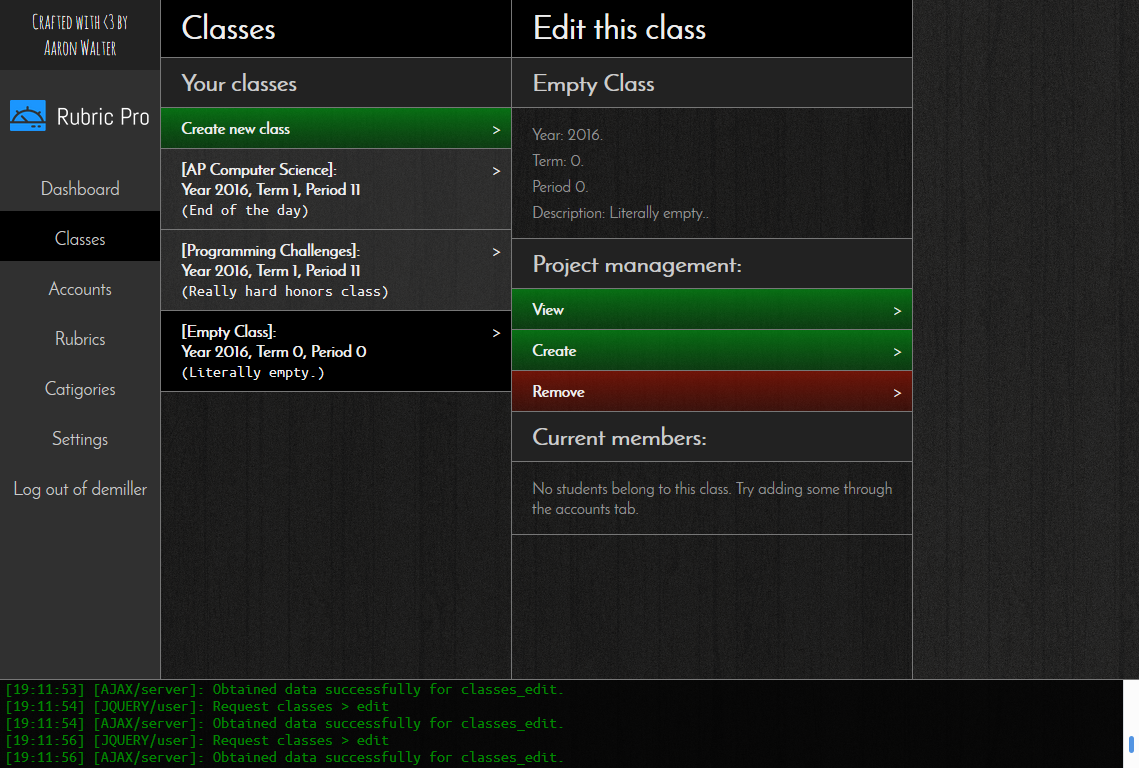 Crafted with <3 by
Aaron Walter
Rubric Pro
Dashboard
Classes
Accounts
Rubrics
Catigories
Settings
Log out of demiller
Classes
Your classes
Create new class >
[AP Computer Science]: >
Year 2016, Term 1, Period 11
(End of the day)
[Programming Challenges]: >
Year 2016, Term 1, Period 11
(Really hard honors class)
[Empty Class]: >
Year 2016, Term 0, Period 0
(Literally empty.)
Edit this class
Empty Class
Year: 2016.
Term: 0.
Period 0.
Description: Literally empty..
Project management:
View >
Create >
Remove >
Current members:
No students belong to this class. Try adding some through
the accounts tab.
[19:11:53] [AJAX/server]: Obtained data successfully for classes_edit.
[19:11:54] [JQUERY/user]: Request classes > edit
[19:11:54] [AJAX/server]: Obtained data successfully for classes_edit.
[19:11:56] [JQUERY/user]: Request classes > edit
[19:11:56] [AJAX/server]: Obtained data successfully for classes_edit.